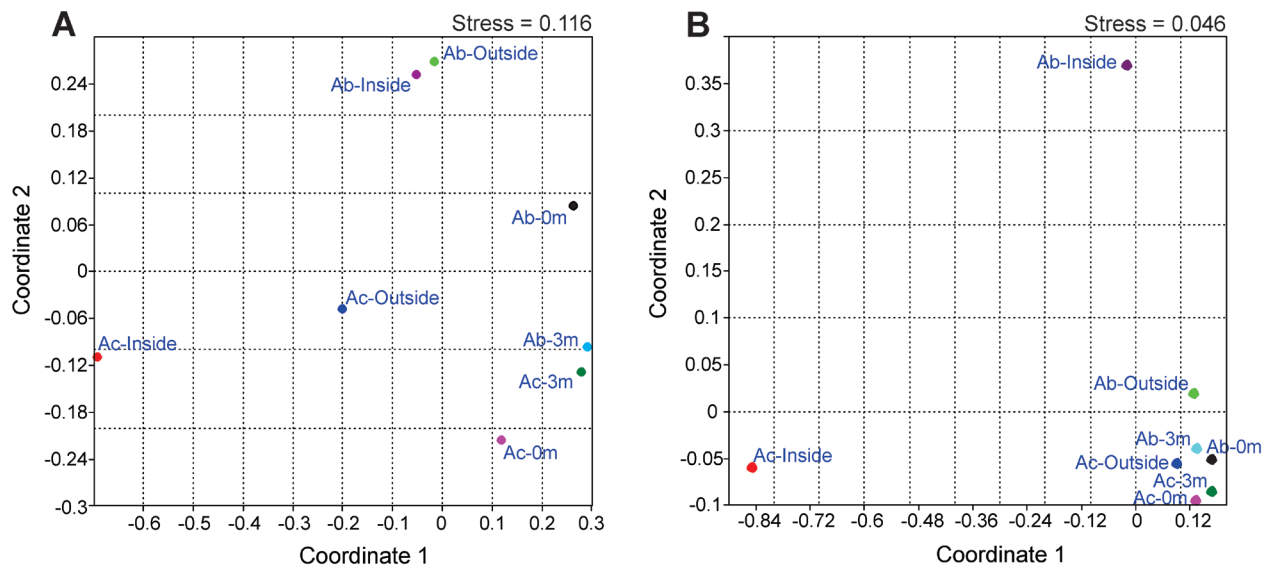 A
Stress = 0.116
Ab-Outside
Ab-Inside
Ab-0m
Ac-Outside
Ac-Inside
Ab-3m
Ac-3m
Ac-0m
0.24
0.18
0.12
0.06
0
-0.06
-0.12
-0.18
-0.24
-0.3
Coordinate 2
-0.6
-0.5
-0.4
-0.3
-0.2
-0.1
0
0.1
0.2
0.3
Coordinate 1
B
Stress = 0.046
Ab-Inside
Ab-Outside
Ab-3m
Ab-0m
Ac-Outside
Ac-Inside
Ac-3m
Ac-0m
0.35
0.3
0.25
0.2
0.15
0.1
0.05
0
-0.05
-0.1
Coordinate 2
-0.84
-0.72
-0.6
-0.48
-0.36
-0.24
-0.12
0
0.12
Coordinate 1